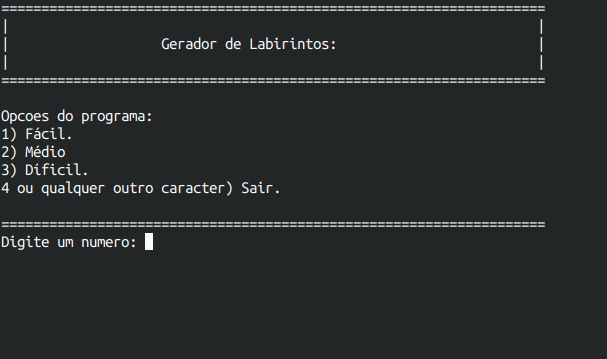 ====================================================================
|                                                                  |
|                   Gerador de Labirintos:                         |
|                                                                  |
====================================================================
Opcoes do programa:
1) Fácil.
2) Médio
3) Díficil.
4 ou qualquer outro caracter) Sair.
====================================================================
Digite um numero: